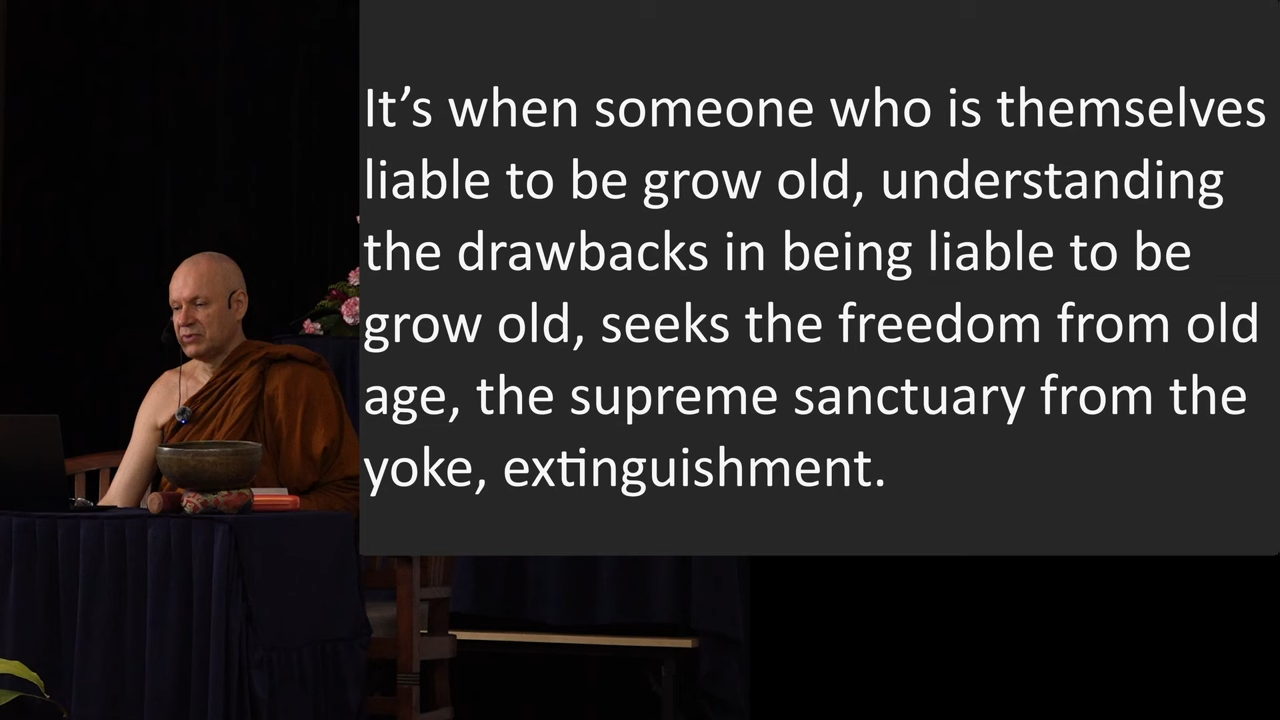 It’s when someone who is themselves
liable to be grow old, understanding
the drawbacks in being liable to be
grow old, seeks the freedom from old
age, the supreme sanctuary from the
yoke, extinguishment.